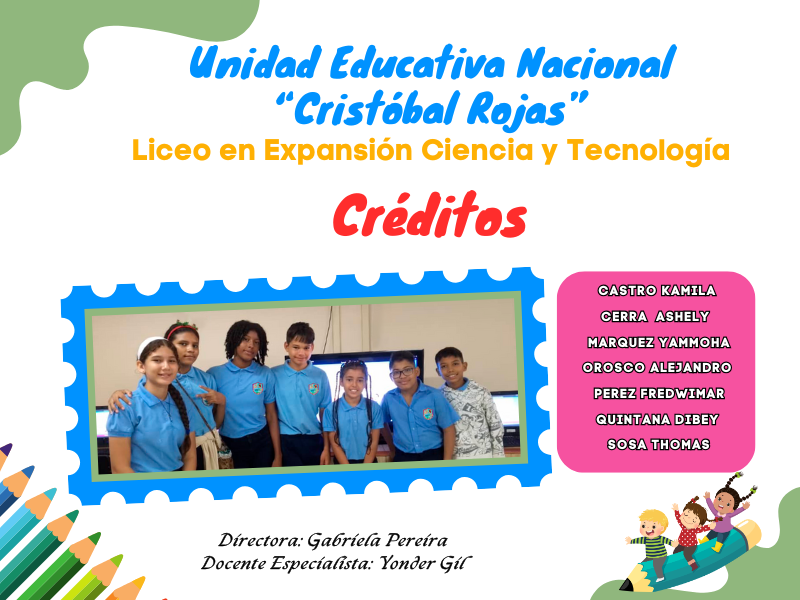 Unidad Educativa Nacional
“Cristóbal Rojas”
Liceo en Expansión Ciencia y Tecnología
Créditos
CASTRO KAMILA
CERRA ASHELY
MARQUEZ YAMMOHA
OROSCO ALEJANDRO
PEREZ FREDWIMAR
QUINTANA DIBEY
SOSA THOMAS
Directora: Gabriela Pereira
Docente Especialista: Yonder Gil